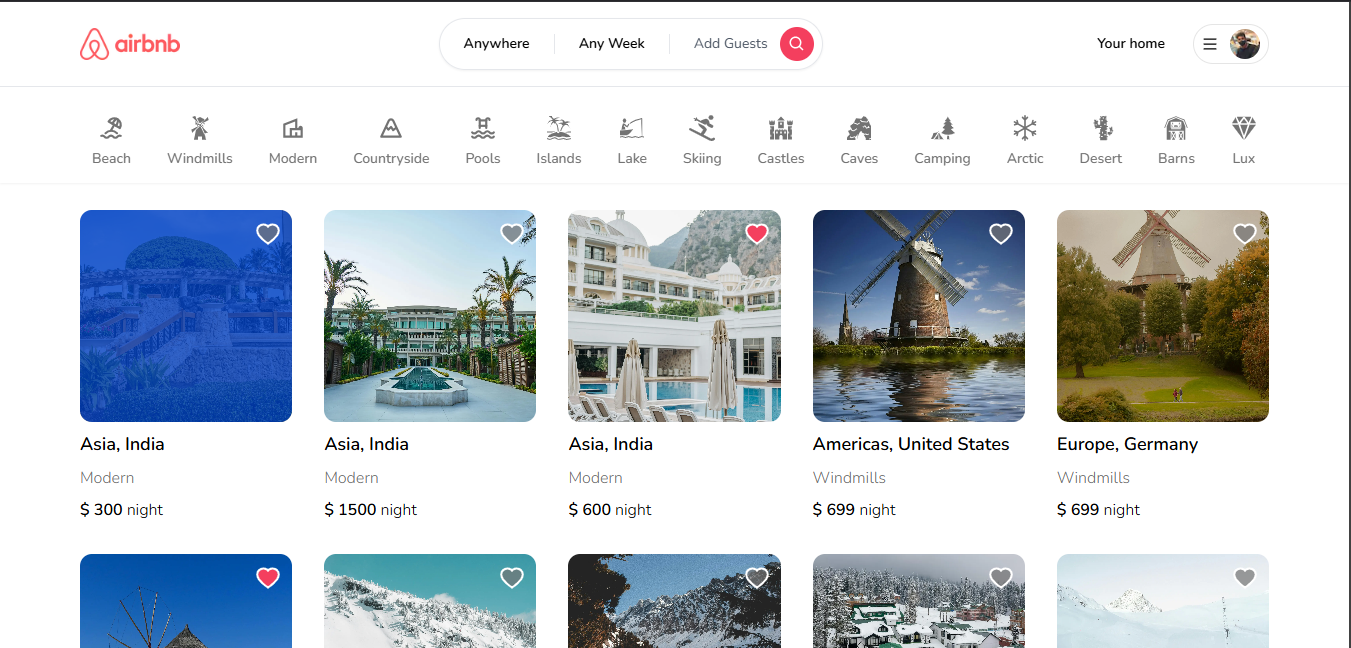 airbnb
Anywhere
Any Week
Add Guests
Your home
Beach
Windmills
Modern
Countryside
Pools
Islands
Lake
Skiing
Castles
Caves
Camping
Arctic
Desert
Barns
Lux
Asia, India
Modern
$ 300 night
Asia, India
Modern
$ 1500 night
Asia, India
Modern
$ 600 night
Americas, United States
Windmills
$ 699 night
Europe, Germany
Windmills
$ 699 night